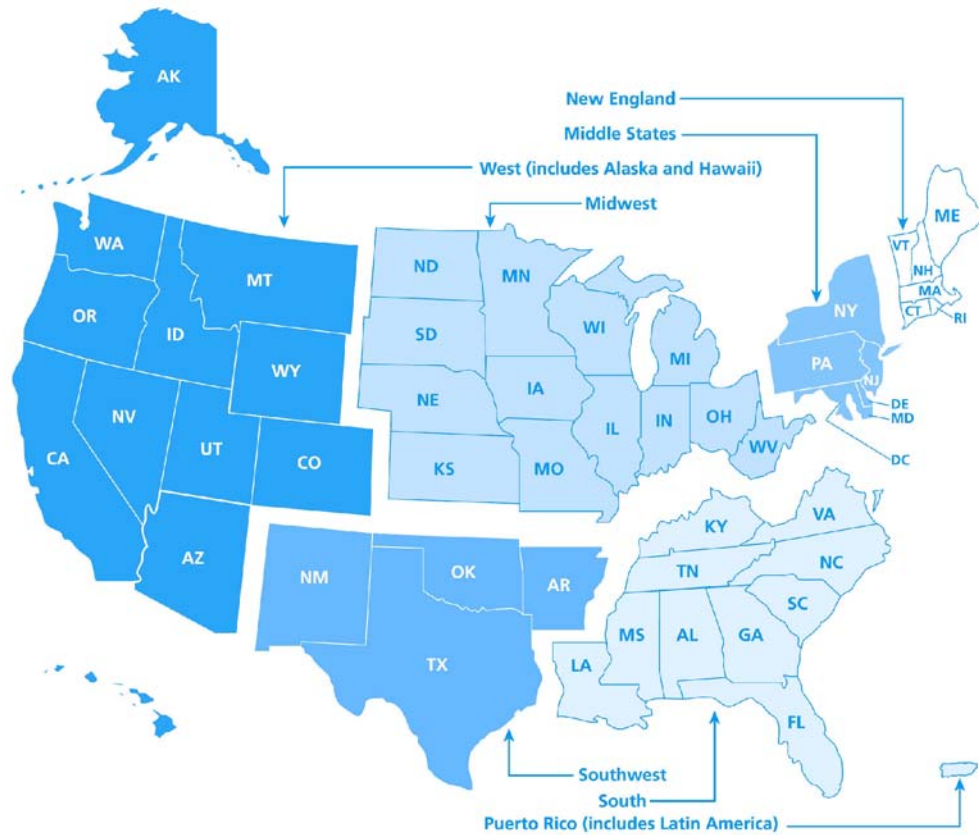 AK
New England
Middle States
West (includes Alaska and Hawaii)
Midwest
ME
WA
VT
ND
MN
NH
MT
MA
OR
NY
CT
RI
ID
SD
WI
MI
WY
PA
NJ
NE
IA
DE
NV
OH
MD
IL
IN
WV
CA
UT
CO
KS
MO
DC
VA
KY
AZ
NC
NM
OK
AR
TN
SC
MS
AL
GA
TX
LA
FL
Southwest
South
Puerto Rico (includes Latin America)